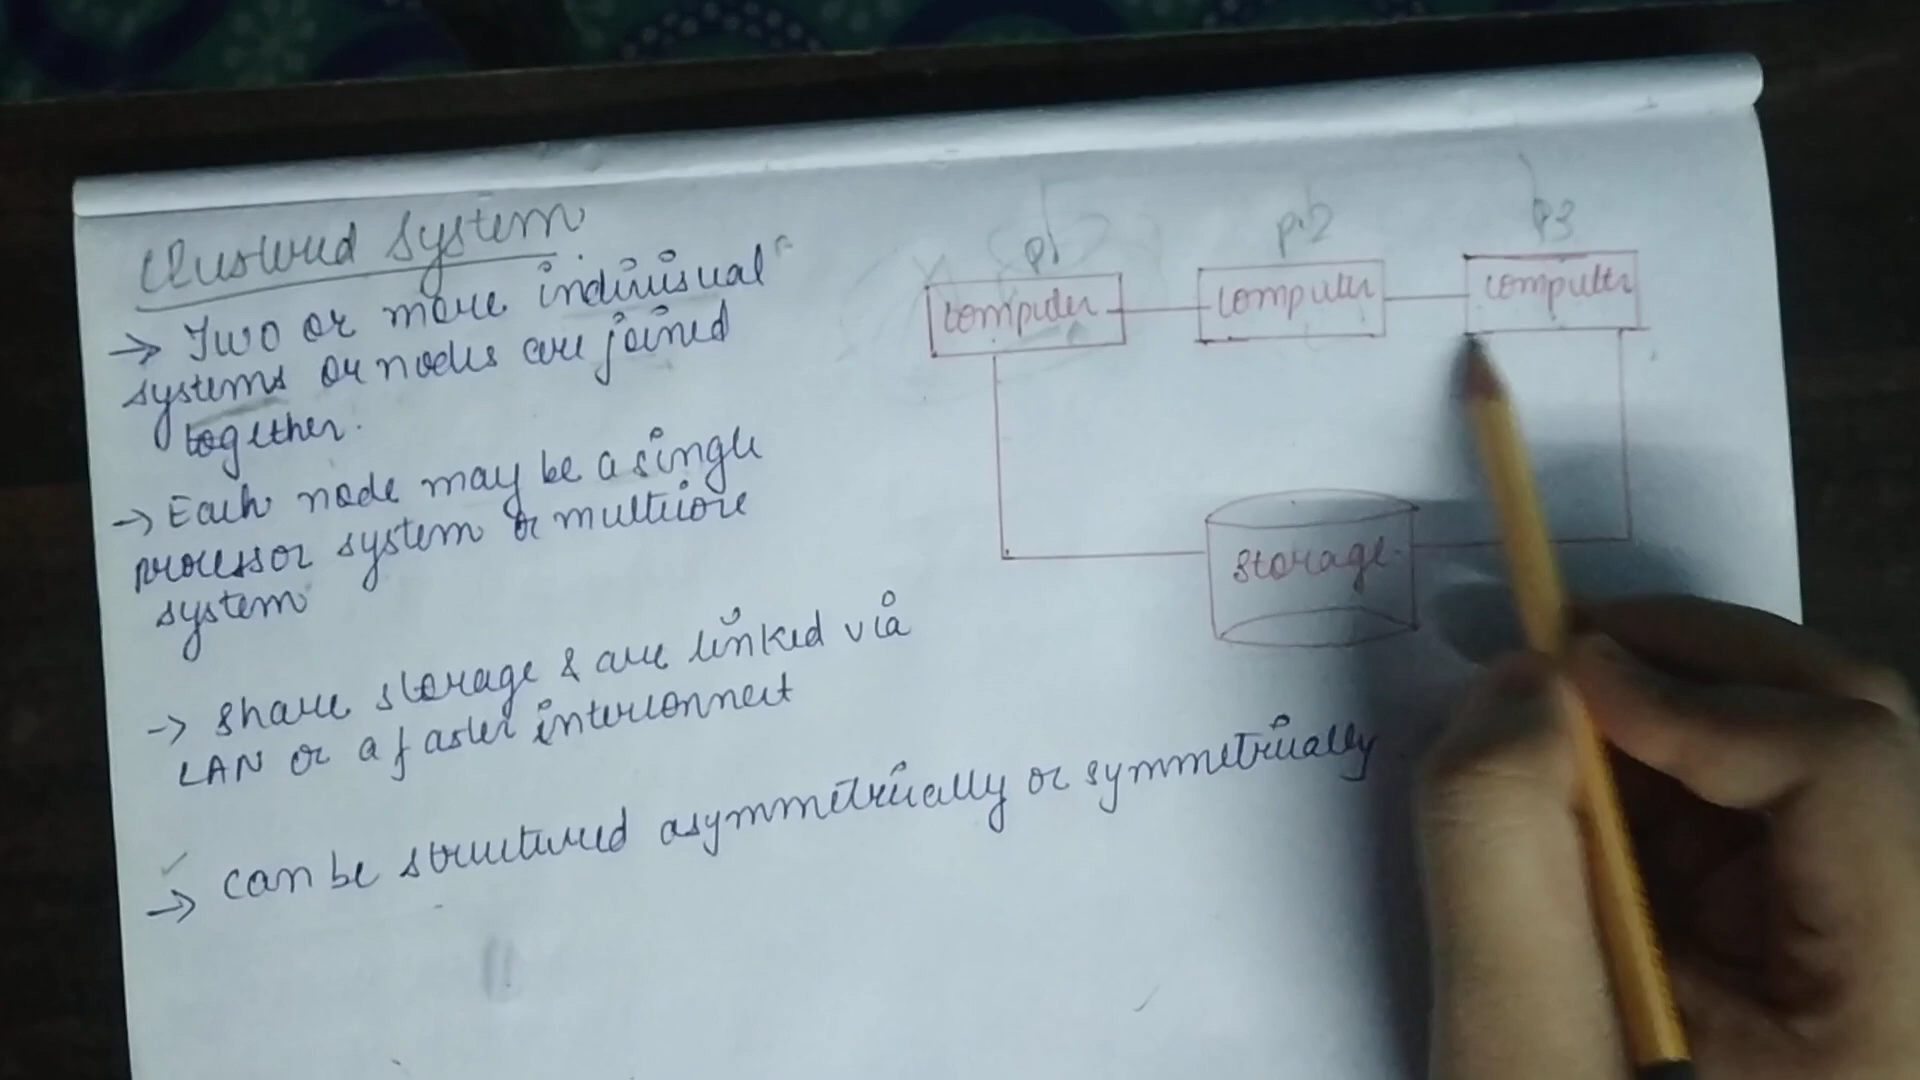 Clustered System
→ Two or more indivisual
systems or nodes are joined
together.
→ Each node may be a single
processor system or multicore
system
→ share storage & are linked via
LAN or a faster interconnect
→ can be structured asymmetrically or symmetrically
P1
P.2
P3
computer
computer
computer
storage